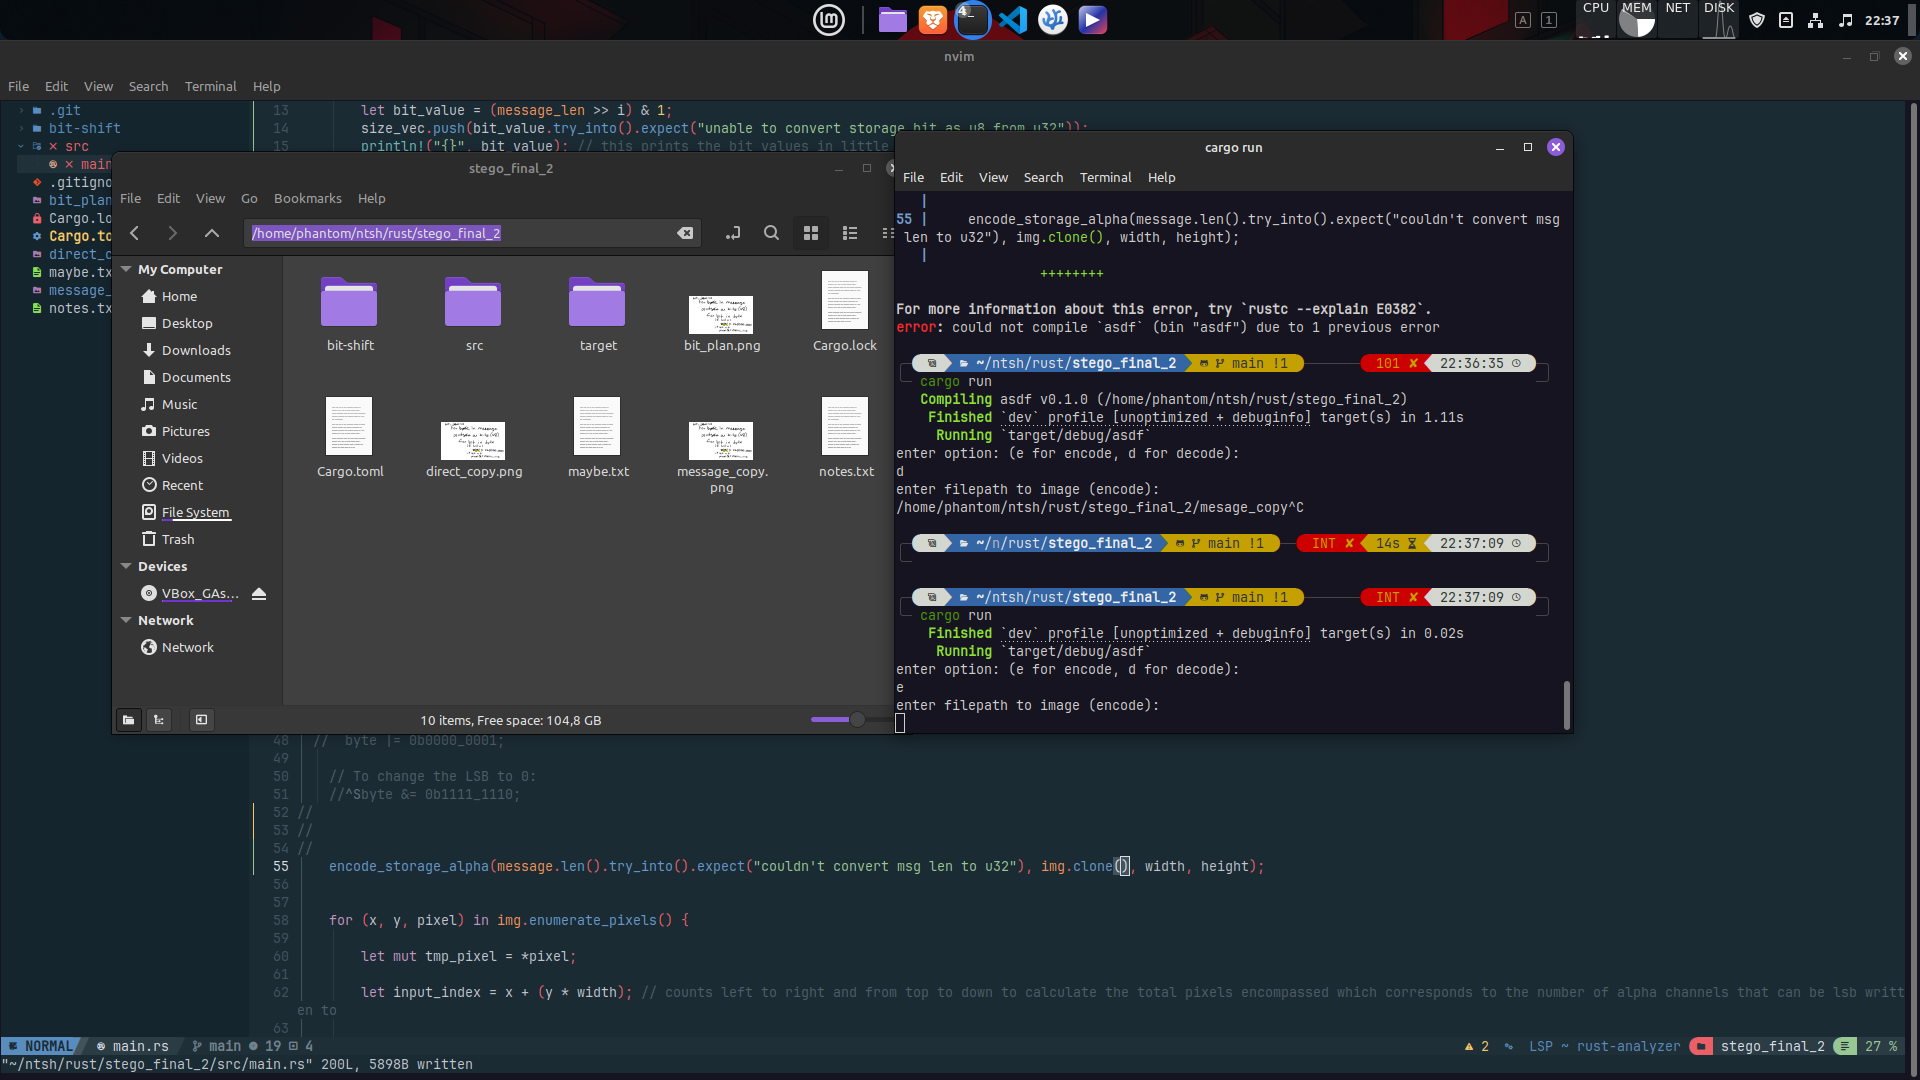 4
A 1 CPU MEM NET DISK 22:37
nvim
File Edit View Search Terminal Help
.git
bit-shift
src
main
.gitigno
bit_plan
Cargo.lo
Cargo.to
direct_c
maybe.tx
message_
notes.tx
13 let bit_value = (message_len >> i) & 1;
14 size_vec.push(bit_value.try_into().expect("unable to convert storage bit as u8 from u32"));
15 println!("{}", bit_value); // this prints the bit values in little
stego_final_2
File Edit View Go Bookmarks Help
/home/phantom/ntsh/rust/stego_final_2
My Computer
Home
Desktop
Downloads
Documents
Music
Pictures
Videos
Recent
File System
Trash
Devices
VBox_GAs...
Network
Network
bit-shift
src
target
bit_plan.png
Cargo.lock
Cargo.toml
direct_copy.png
maybe.txt
message_copy.
png
notes.txt
10 items, Free space: 104,8 GB
cargo run
File Edit View Search Terminal Help
|
55 | encode_storage_alpha(message.len().try_into().expect("couldn't convert msg
len to u32"), img.clone(), width, height);
|
++++++++
For more information about this error, try `rustc --explain E0382`.
error: could not compile `asdf` (bin "asdf") due to 1 previous error
~/ntsh/rust/stego_final_2 main !1 101 ✘ 22:36:35
cargo run
Compiling asdf v0.1.0 (/home/phantom/ntsh/rust/stego_final_2)
Finished `dev` profile [unoptimized + debuginfo] target(s) in 1.11s
Running `target/debug/asdf`
enter option: (e for encode, d for decode):
d
enter filepath to image (encode):
/home/phantom/ntsh/rust/stego_final_2/mesage_copy^C
~/n/rust/stego_final_2 main !1 INT ✘ 14s 22:37:09
~/ntsh/rust/stego_final_2 main !1 INT ✘ 22:37:09
cargo run
Finished `dev` profile [unoptimized + debuginfo] target(s) in 0.02s
Running `target/debug/asdf`
enter option: (e for encode, d for decode):
e
enter filepath to image (encode):
48 // byte |= 0b0000_0001;
49
50 // To change the LSB to 0:
51 //^Sbyte &= 0b1111_1110;
52 //
53 //
54 //
55 encode_storage_alpha(message.len().try_into().expect("couldn't convert msg len to u32"), img.clone(), width, height);
56
57
58 for (x, y, pixel) in img.enumerate_pixels() {
59
60 let mut tmp_pixel = *pixel;
61
62 let input_index = x + (y * width); // counts left to right and from top to down to calculate the total pixels encompassed which corresponds to the number of alpha channels that can be lsb writt
en to
63
NORMAL main.rs main 19 4 2 LSP ~ rust-analyzer stego_final_2 27 %
"~/ntsh/rust/stego_final_2/src/main.rs" 200L, 5898B written